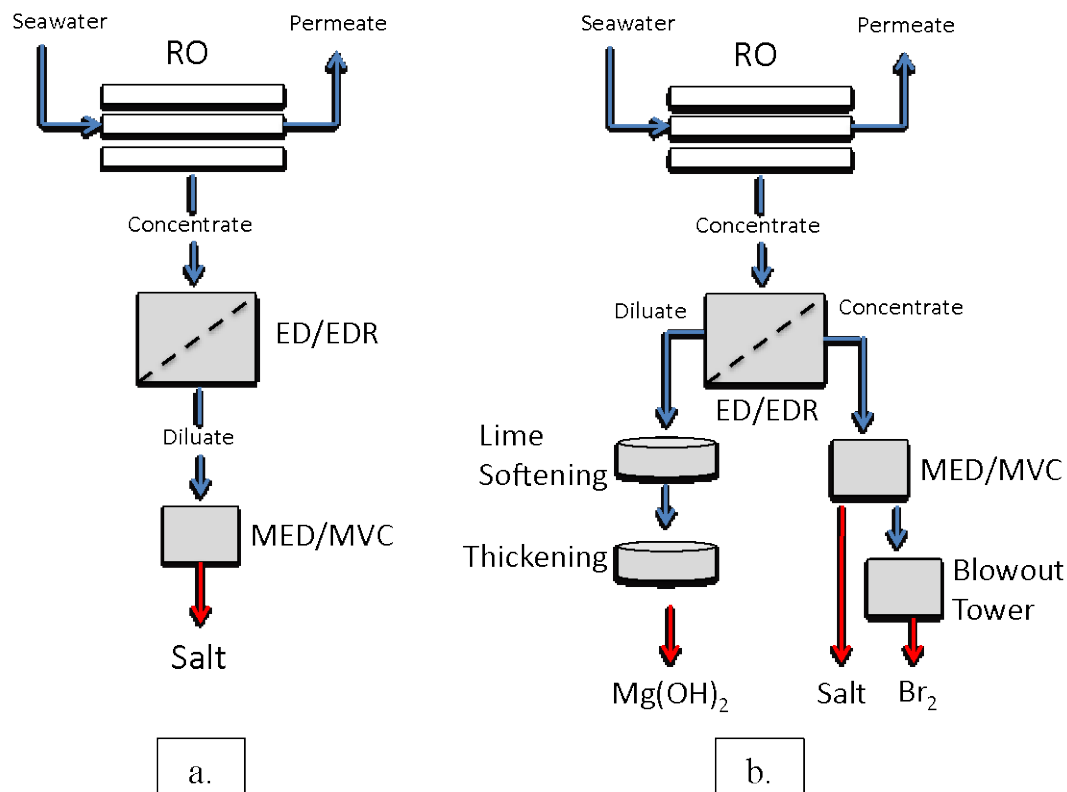 Seawater
Permeate
RO
Concentrate
ED/EDR
Diluate
MED/MVC
Salt
a.
Seawater
Permeate
RO
Concentrate
Diluate
Concentrate
ED/EDR
Lime
Softening
Thickening
Mg(OH)₂
MED/MVC
Blowout
Tower
Salt
Br₂
b.